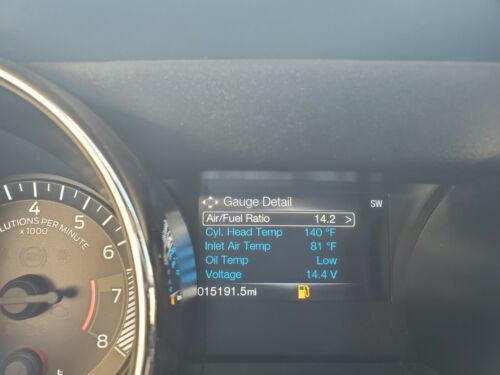 Gauge Detail SW
Air/Fuel Ratio 14.2 >
Cyl. Head Temp 140 °F
Inlet Air Temp 81 °F
Oil Temp Low
Voltage 14.4 V
015191.5mi
4
5
6
7
8
LUTIONS PER MINUTE
x 1000